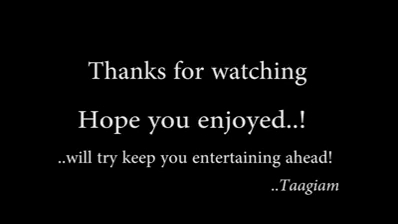 Thanks for watching
Hope you enjoyed..!
..will try keep you entertaining ahead!
..Taagiam